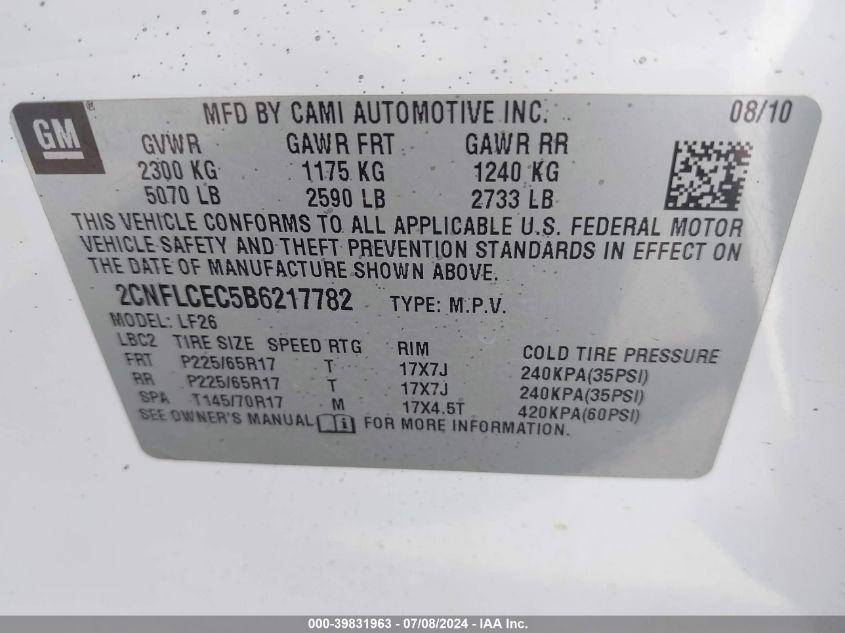 GM ® MFD BY CAMI AUTOMOTIVE INC. 08/10
GVWR GAWR FRT GAWR RR
2300 KG 1175 KG 1240 KG
5070 LB 2590 LB 2733 LB
THIS VEHICLE CONFORMS TO ALL APPLICABLE U.S. FEDERAL MOTOR
VEHICLE SAFETY AND THEFT PREVENTION STANDARDS IN EFFECT ON
THE DATE OF MANUFACTURE SHOWN ABOVE.
2CNFLCEC5B6217782 TYPE: M.P.V.
MODEL: LF26
LBC2 TIRE SIZE SPEED RTG RIM COLD TIRE PRESSURE
FRT P225/65R17 T 17X7J 240KPA(35PSI)
RR P225/65R17 T 17X7J 240KPA(35PSI)
SPA T145/70R17 M 17X4.5T 420KPA(60PSI)
SEE OWNER'S MANUAL i FOR MORE INFORMATION.
000-39831963 - 07/08/2024 - IAA Inc.